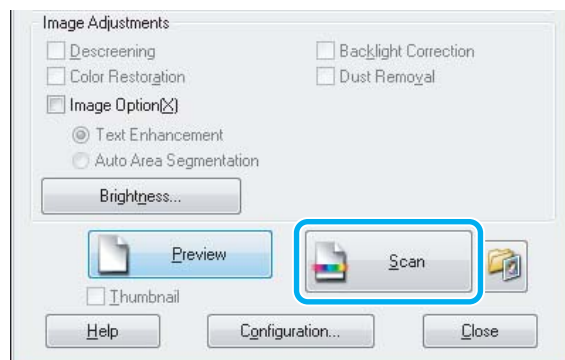 Image Adjustments
Descreening
Backlight Correction
Color Restoration
Dust Removal
Image Option(X)
Text Enhancement
Auto Area Segmentation
Brightness...
Preview
Scan
Thumbnail
Help
Configuration...
Close